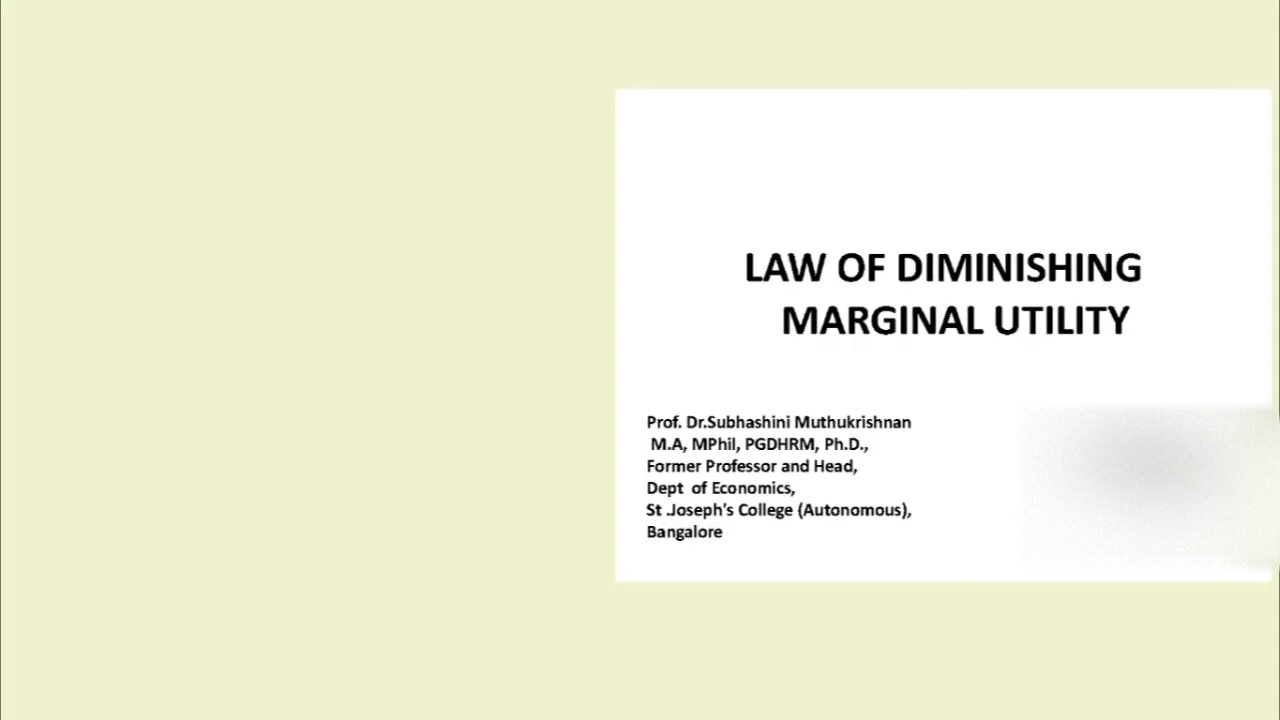 LAW OF DIMINISHING
MARGINAL UTILITY
Prof. Dr.Subhashini Muthukrishnan
M.A, MPhil, PGDHRM, Ph.D.,
Former Professor and Head,
Dept of Economics,
St .Joseph's College (Autonomous),
Bangalore